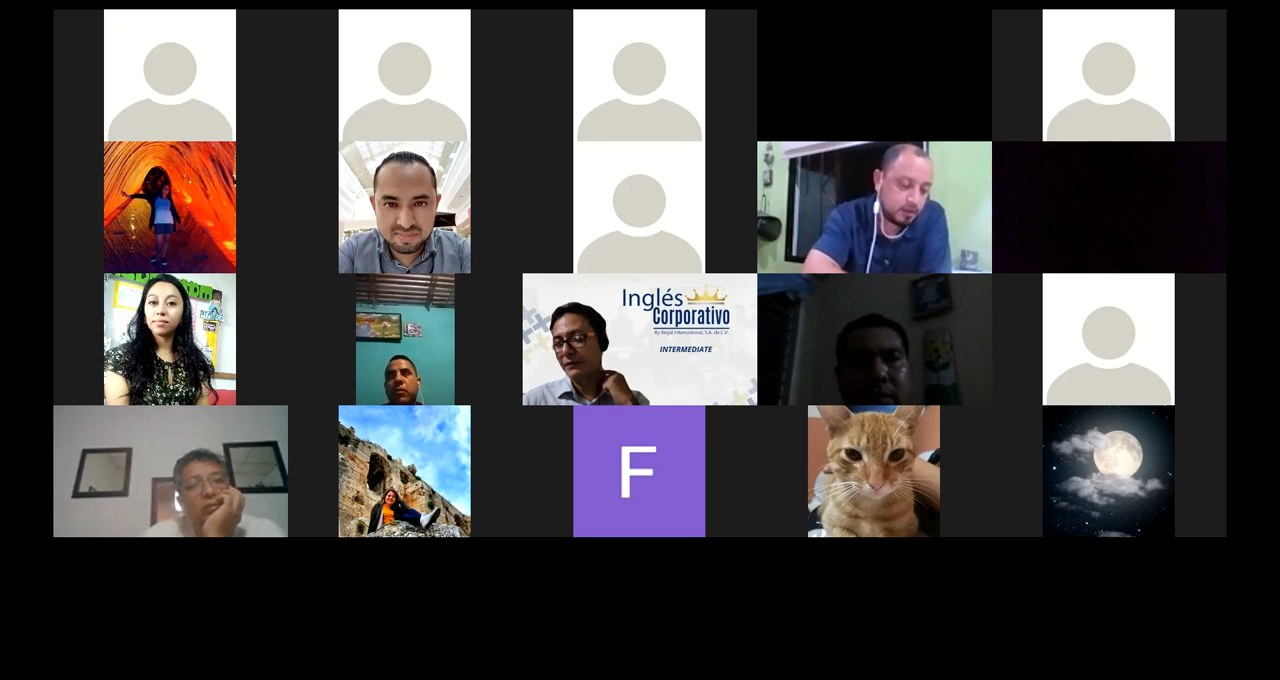 Inglés
Corporativo
By Regal International, S.A. de C.V.
INTERMEDIATE
F